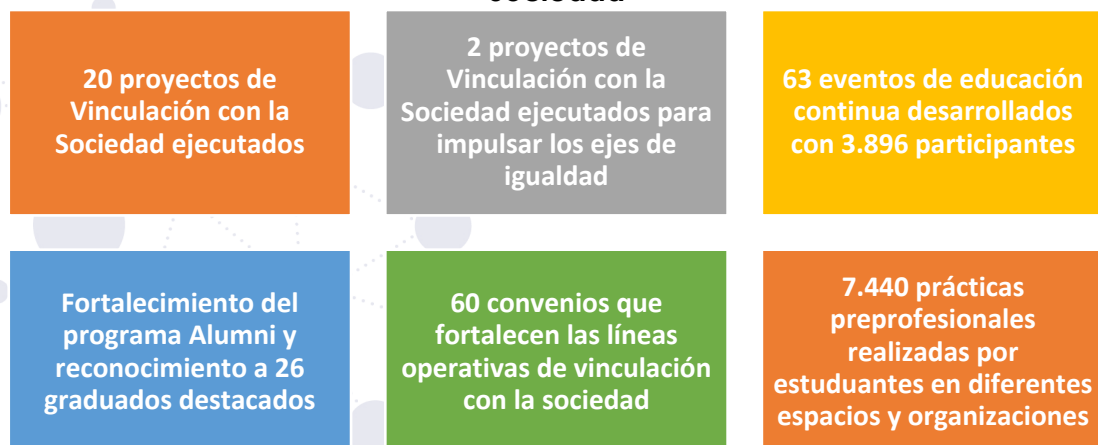 20 proyectos de
Vinculación con la
Sociedad ejecutados
2 proyectos de
Vinculación con la
Sociedad ejecutados para
impulsar los ejes de
igualdad
63 eventos de educación
continua desarrollados
con 3.896 participantes
Fortalecimiento del
programa Alumni y
reconocimiento a 26
graduados destacados
60 convenios que
fortalecen las líneas
operativas de vinculación
con la sociedad
7.440 prácticas
preprofesionales
realizadas por
estuduantes en diferentes
espacios y organizaciones